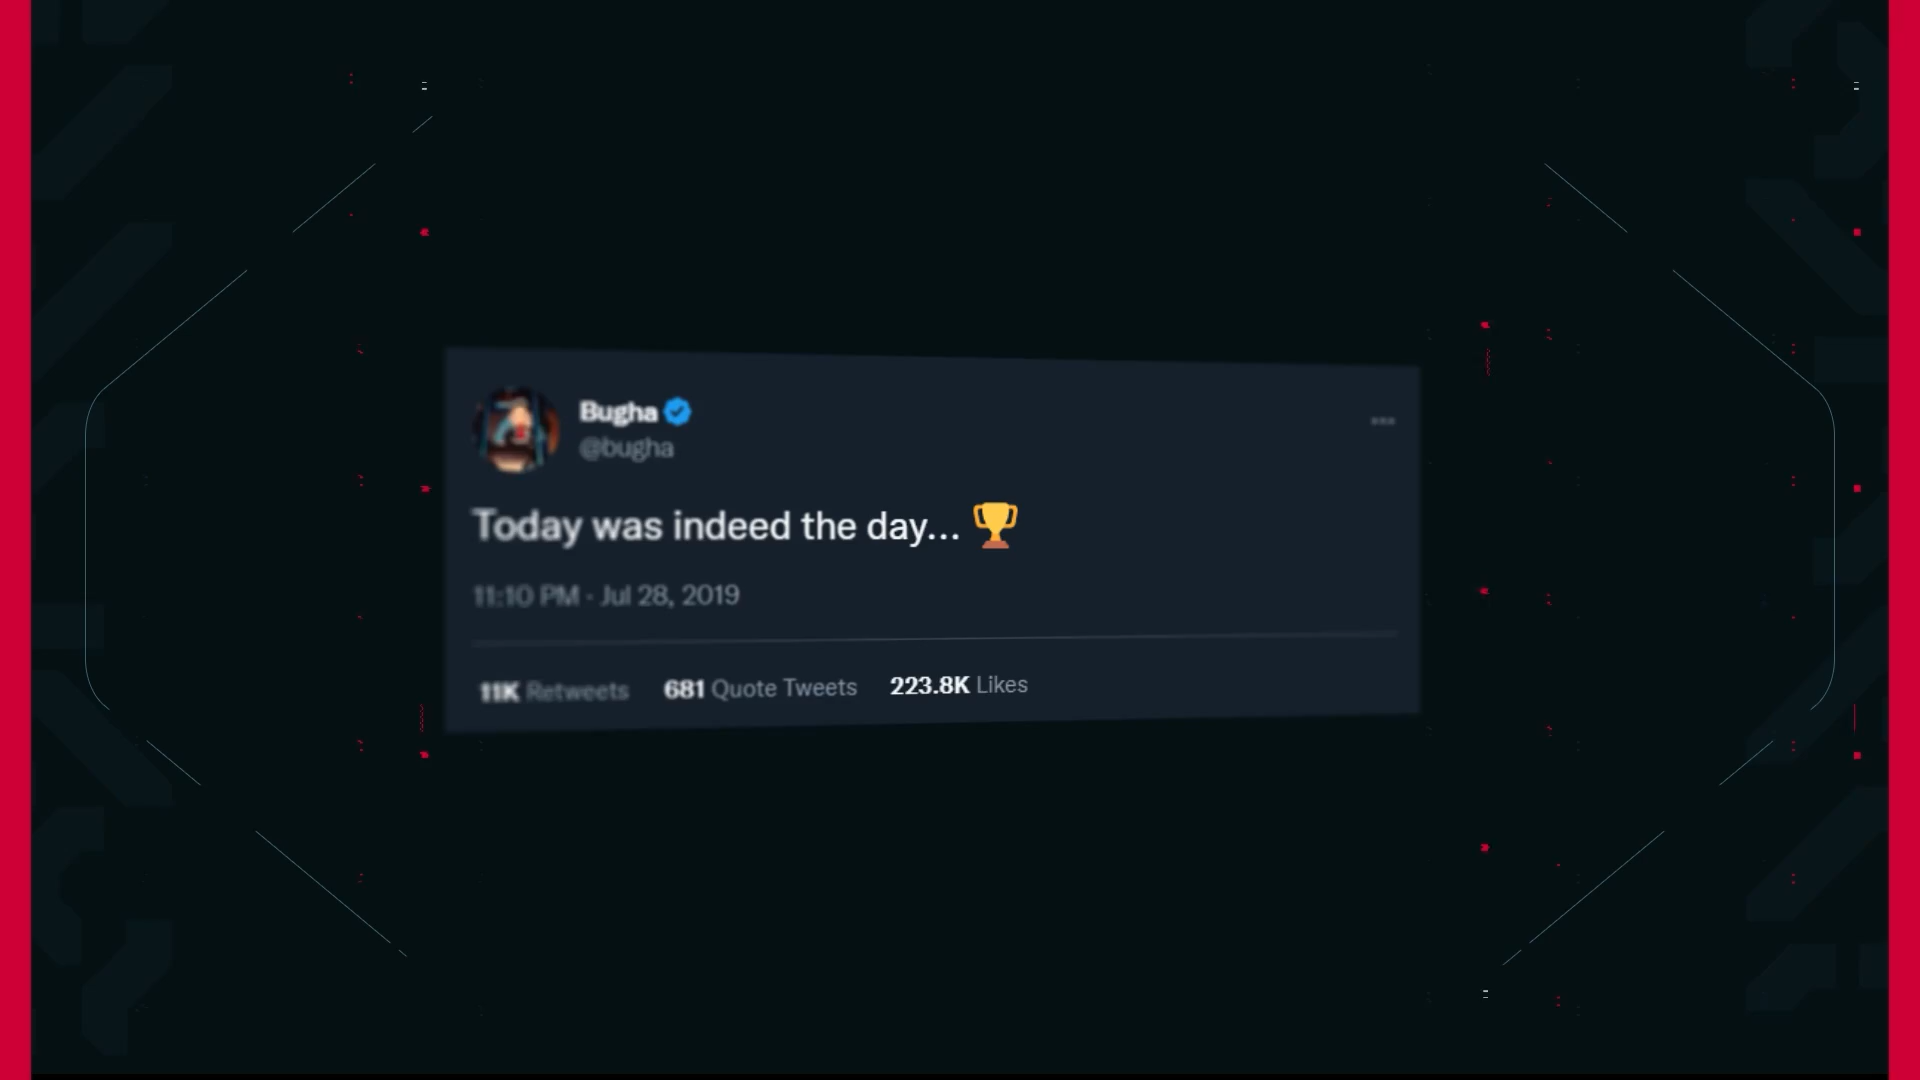 Bugha
@bugha
Today was indeed the day... 🏆
11:10 PM · Jul 28, 2019
11K Retweets 681 Quote Tweets 223.8K Likes